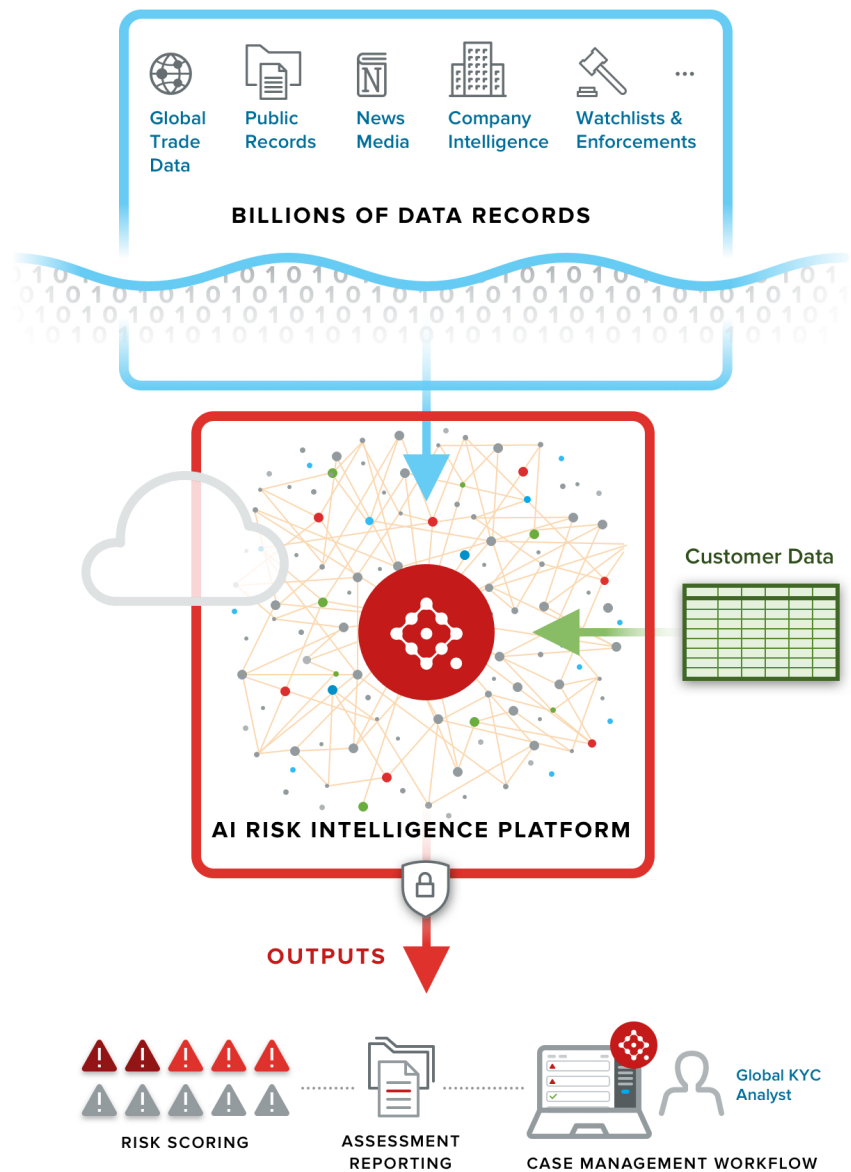 Global
Trade
Data
Public
Records
N
News
Media
Company
Intelligence
Watchlists &
Enforcements
...
BILLIONS OF DATA RECORDS
Customer Data
AI RISK INTELLIGENCE PLATFORM
OUTPUTS
RISK SCORING
ASSESSMENT
REPORTING
Global KYC
Analyst
CASE MANAGEMENT WORKFLOW